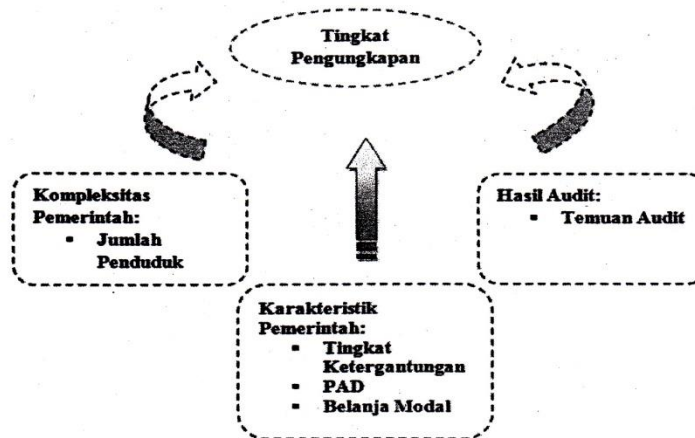 Tingkat
Pengungkapan
Kompleksitas
Pemerintah:
▪ Jumlah
Penduduk
Hasil Audit:
▪ Temuan Audit
Karakteristik
Pemerintah:
▪ Tingkat
Ketergantungan
▪ PAD
▪ Belanja Modal